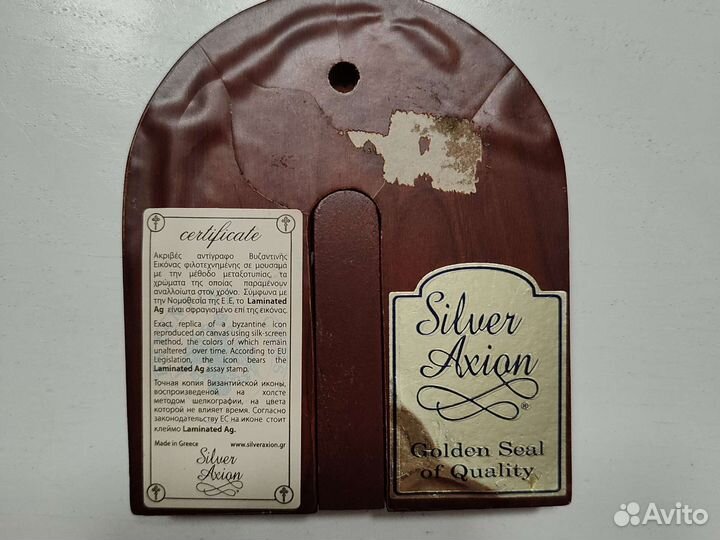 certificate
Ακριβές αντίγραφο Βυζαντινής
Εικόνας φιλοτεχνημένης σε μουσαμα
με την μέθοδο μεταξοτυπίας, τα
χρώματα της οποίας παραμένουν
αναλλοίωτα στον χρόνο. Σύμφωνα με
την Νομοθεσία της Ε .Ε, το Laminated
Ag είναι σφραγισμένο επί της εικόνας.
Exact replica of a byzantine icon
reproduced on canvas using silk-screen
method, the colors of which remain
unaltered over time. According to EU
Legislation, the icon bears the
Laminated Ag assay stamp.
Точная копия Византийской иконы,
воспроизведеной на холсте
методом шелкографии, на цвета
которой не влияет время. Согласно
законодательству ЕС на иконе стоит
клеймо Laminated Ag.
Made in Greece www.silveraxion.gr
Silver
Axion
Silver
Axion
®
Golden Seal
of Quality
Avito